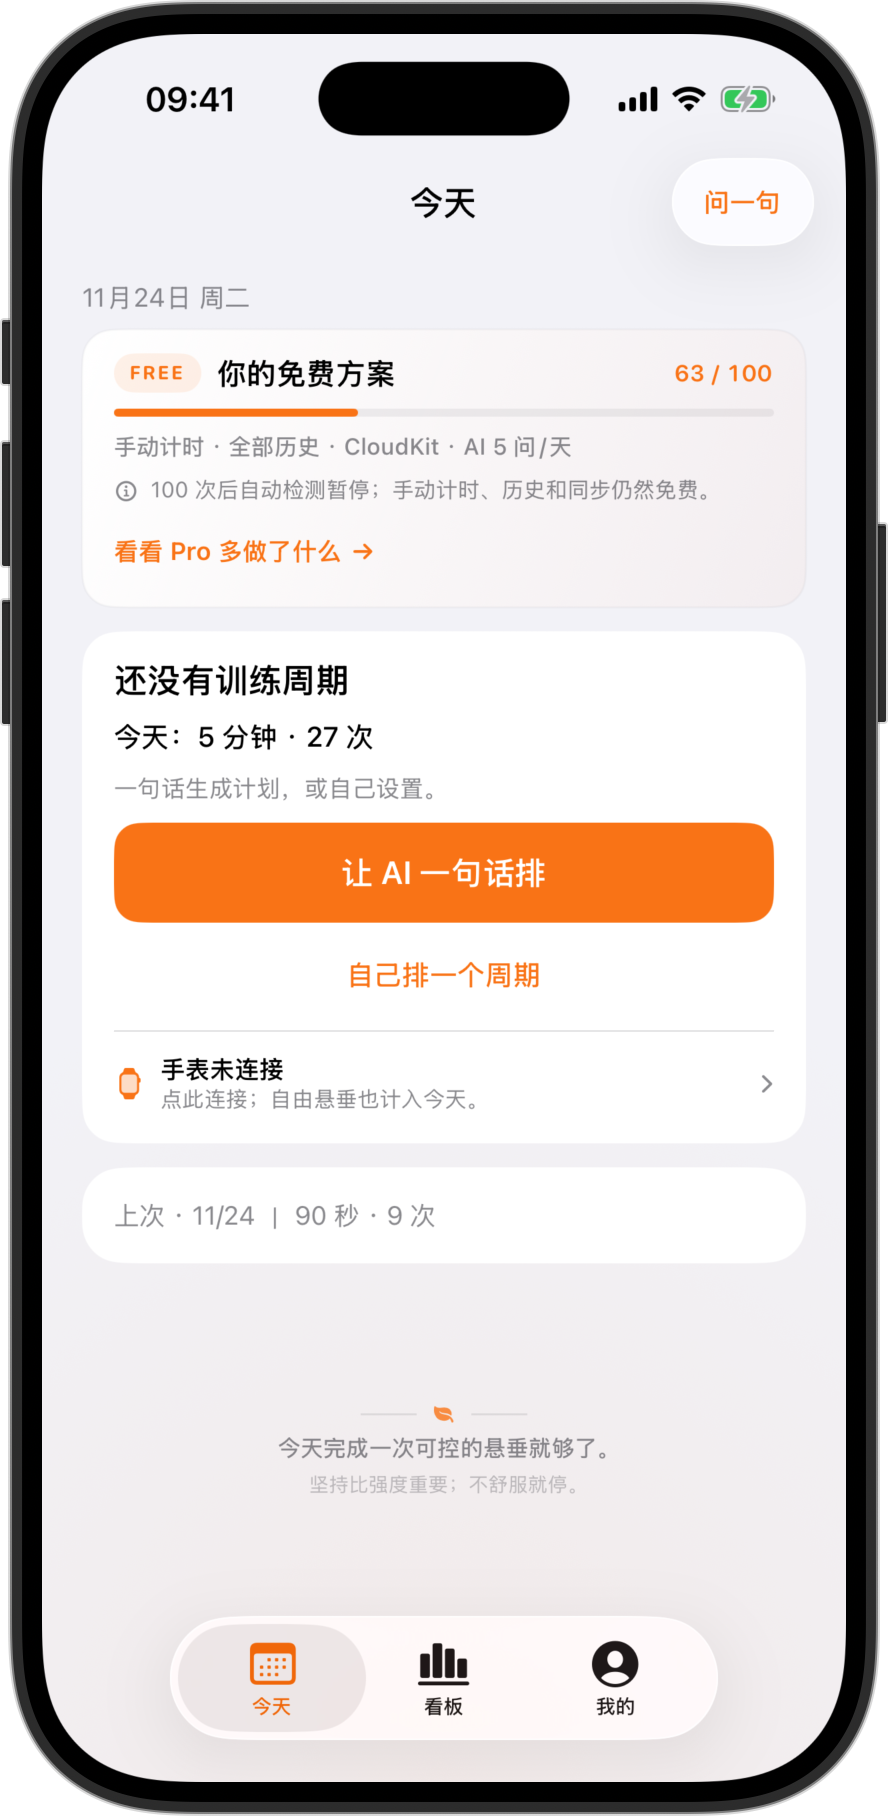 09:41
今天
问一句
11月24日 周二
FREE 你的免费方案 63 / 100
手动计时 · 全部历史 · CloudKit · AI 5 问/天
100 次后自动检测暂停；手动计时、历史和同步仍然免费。
看看 Pro 多做了什么 →
还没有训练周期
今天：5 分钟 · 27 次
一句话生成计划，或自己设置。
让 AI 一句话排
自己排一个周期
手表未连接
点此连接；自由悬垂也计入今天。
上次 · 11/24 | 90 秒 · 9 次
今天完成一次可控的悬垂就够了。
坚持比强度重要；不舒服就停。
今天 看板 我的